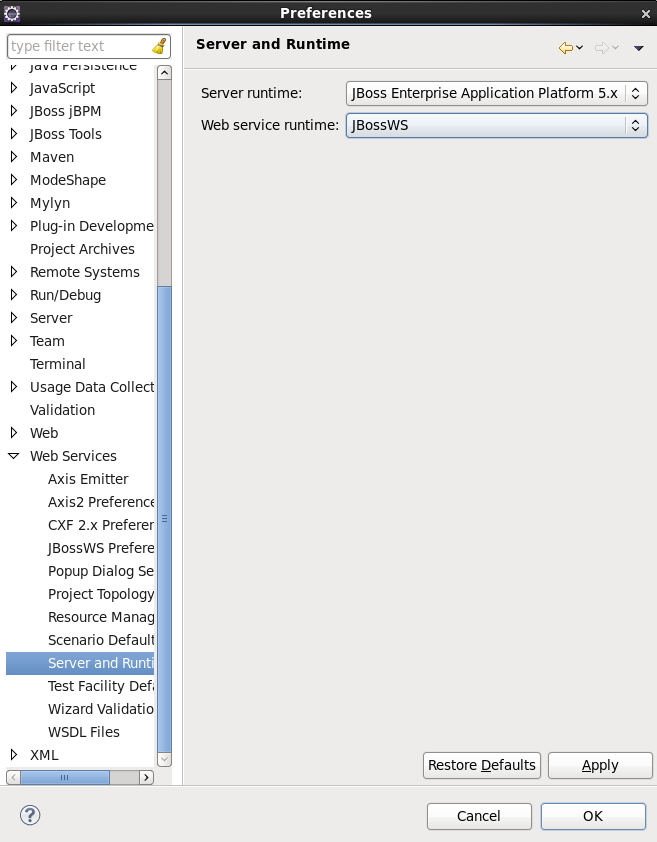 Preferences
type filter text
Java Persistence
JavaScript
JBoss jBPM
JBoss Tools
Maven
ModeShape
Mylyn
Plug-in Developme
Project Archives
Remote Systems
Run/Debug
Server
Team
Terminal
Usage Data Collect
Validation
Web
Web Services
Axis Emitter
Axis2 Preference
CXF 2.x Preferen
JBossWS Prefere
Popup Dialog Se
Project Topology
Resource Manag
Scenario Default
Server and Runti
Test Facility Defa
Wizard Validatio
WSDL Files
XML
Server and Runtime
Server runtime: JBoss Enterprise Application Platform 5.x
Web service runtime: JBossWS
Restore Defaults Apply
Cancel OK